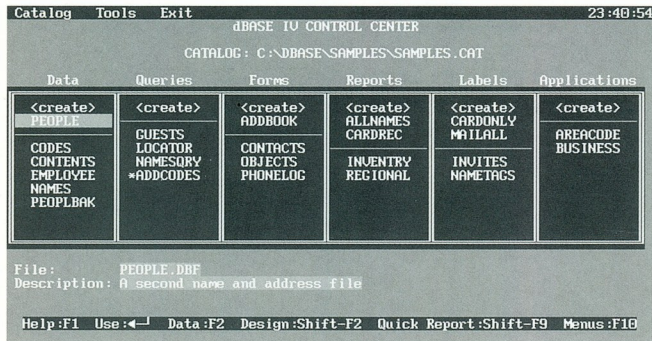 Catalog Tools Exit 23:40:54
dBASE IV CONTROL CENTER
CATALOG: C:\DBASE\SAMPLES\SAMPLES.CAT
Data Queries Forms Reports Labels Applications
<create> <create> <create> <create> <create> <create>
PEOPLE ADDBOOK ALLNAMES CARDONLY
GUESTS CARDREC MAILALL AREACODE
CODES LOCATOR CONTACTS BUSINESS
CONTENTS NAMESQRY OBJECTS INVENTRY INVITES
EMPLOYEE *ADDCODES PHONELOG REGIONAL NAMETAGS
NAMES
PEOPLBAK
File: PEOPLE.DBF
Description: A second name and address file
Help:F1 Use:◄┘ Data:F2 Design:Shift-F2 Quick Report:Shift-F9 Menus:F10